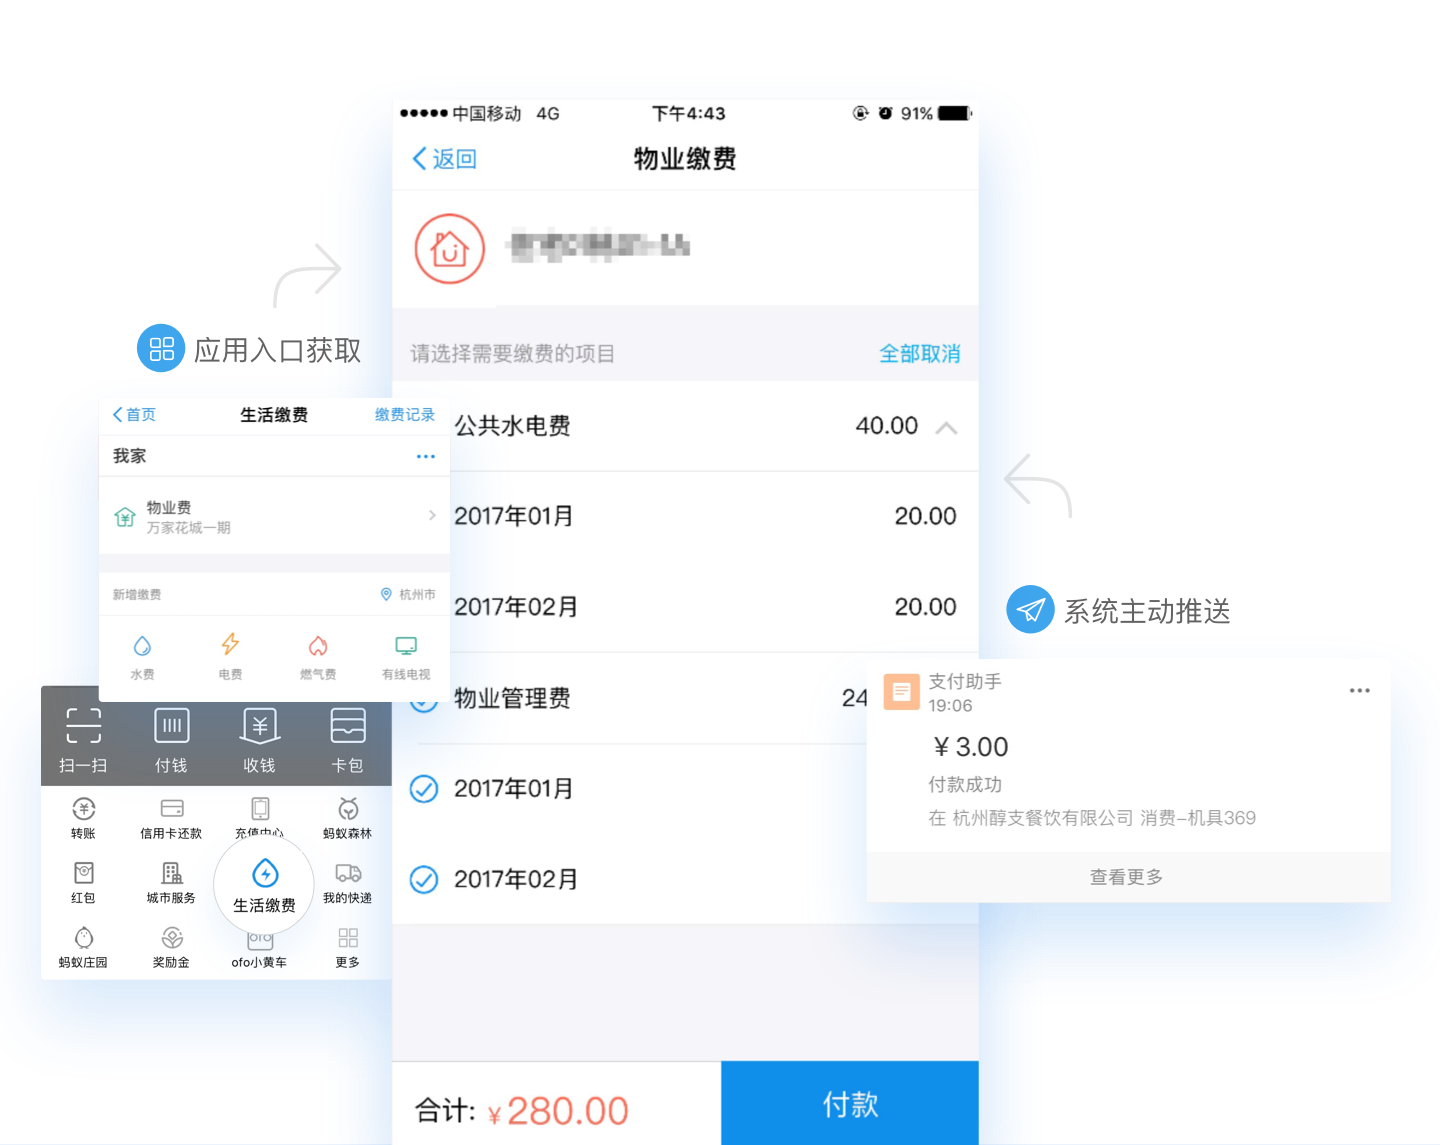 中国移动 4G 下午4:43 91%
返回 物业缴费
请选择需要缴费的项目 全部取消
公共水电费 40.00
2017年01月 20.00
2017年02月 20.00
物业管理费 24
2017年01月
2017年02月
合计: ¥280.00 付款
应用入口获取
首页 生活缴费 缴费记录
我家
物业费
万家花城一期
新增缴费 杭州市
水费 电费 燃气费 有线电视
扫一扫 付钱 收钱 卡包
转账 信用卡还款 充值中心 蚂蚁森林
红包 城市服务 生活缴费 我的快递
蚂蚁庄园 奖励金 ofo小黄车 更多
系统主动推送
支付助手
19:06
¥3.00
付款成功
在 杭州醇支餐饮有限公司 消费-机具369
查看更多